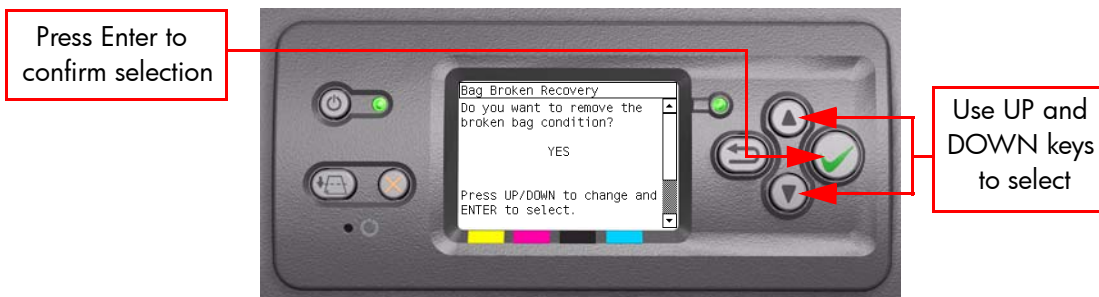 Press Enter to
confirm selection
Bag Broken Recovery
Do you want to remove the
broken bag condition?
YES
Press UP/DOWN to change and
ENTER to select.
Use UP and
DOWN keys
to select